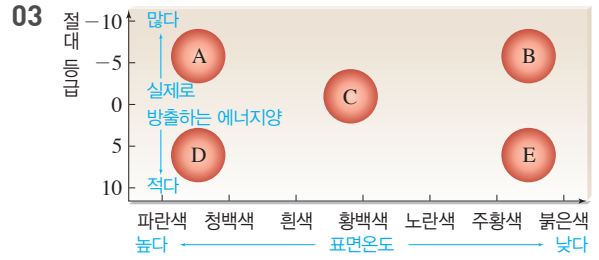 03
절대 등급
-10
-5
0
5
10
많다
실제로
방출하는 에너지양
적다
A
B
C
D
E
파란색 청백색 흰색 황백색 노란색 주황색 붉은색
높다 표면온도 낮다